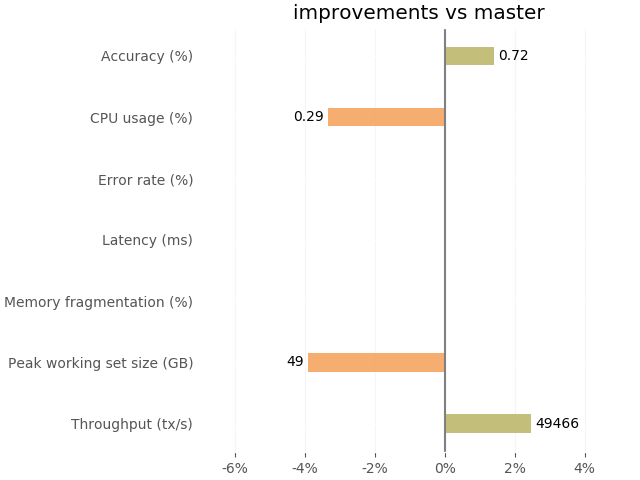 improvements vs master
Accuracy (%)
0.72
CPU usage (%)
0.29
Error rate (%)
Latency (ms)
Memory fragmentation (%)
Peak working set size (GB)
49
Throughput (tx/s)
49466
-6% -4% -2% 0% 2% 4%